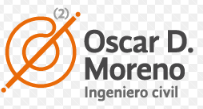 (2)
Oscar D.
Moreno
Ingeniero civil